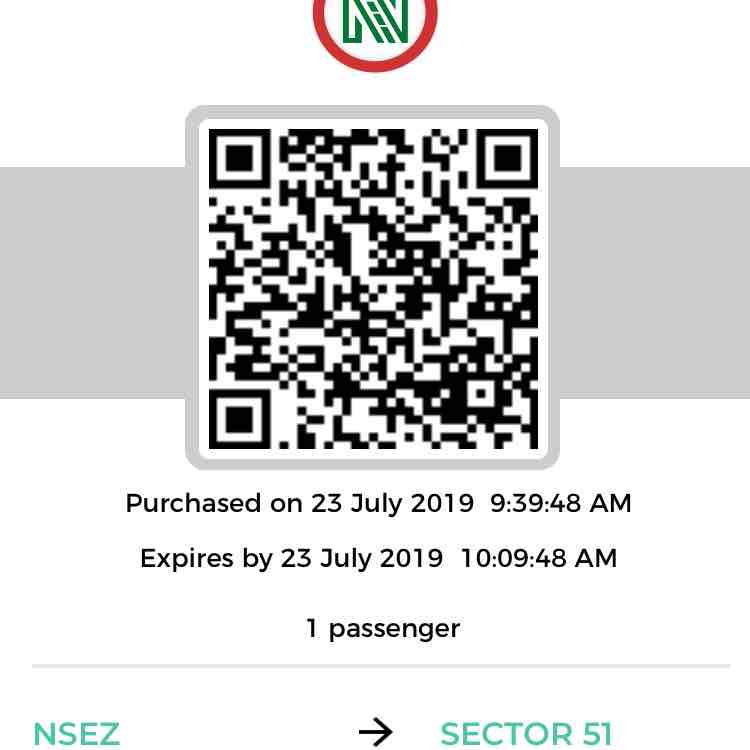 Purchased on 23 July 2019 9:39:48 AM
Expires by 23 July 2019 10:09:48 AM
1 passenger
NSEZ → SECTOR 51